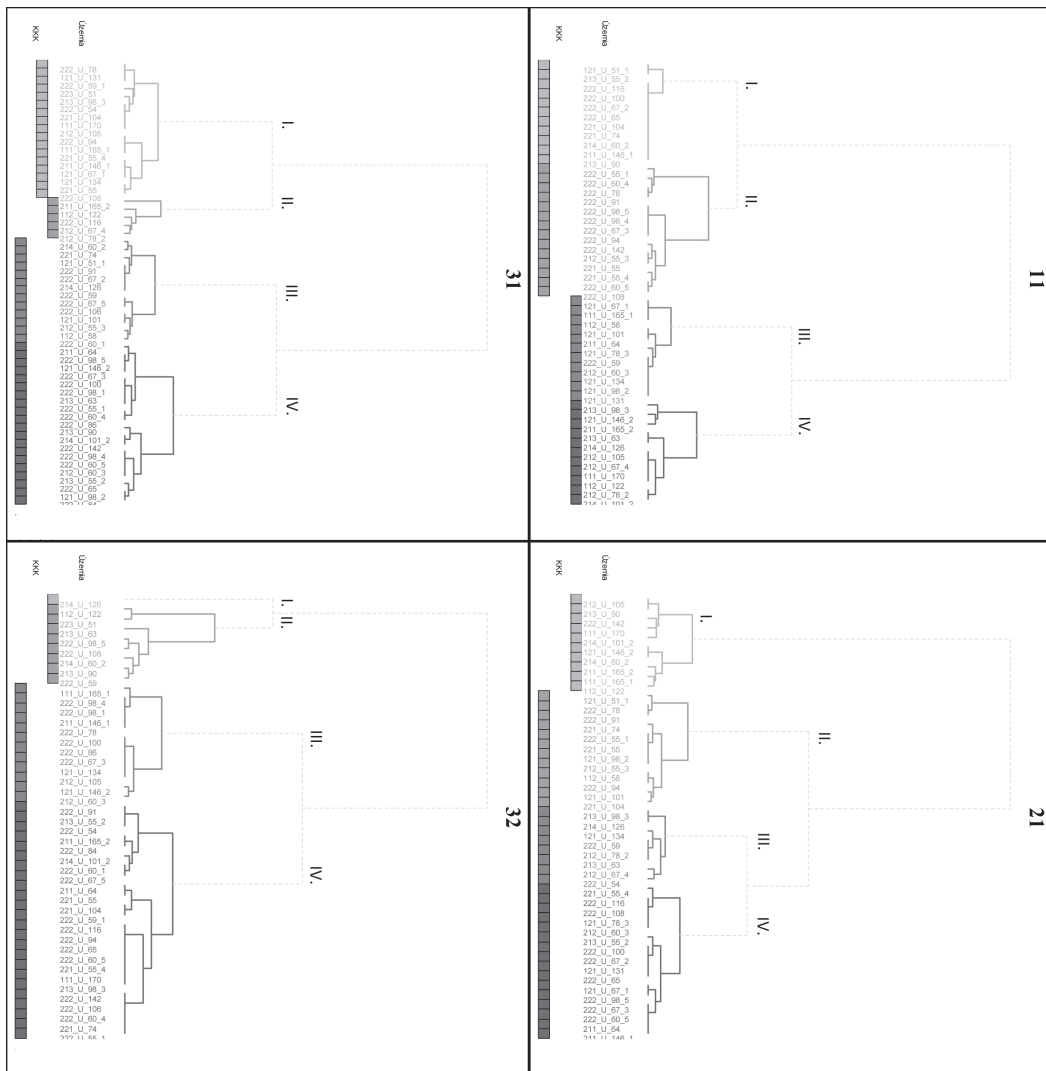 31
I.
II.
III.
IV.
Územia
KKK
222_U_78
121_U_131
222_U_59_1
223_U_51
213_U_98_3
222_U_54
221_U_104
111_U_170
212_U_105
222_U_94
111_U_165_1
221_U_55_4
211_U_146_1
121_U_67_1
121_U_134
221_U_55
222_U_108
211_U_165_2
112_U_122
222_U_116
212_U_67_4
212_U_78_2
214_U_60_2
221_U_74
121_U_51_1
222_U_91
222_U_67_2
214_U_126
222_U_59
222_U_67_5
222_U_106
121_U_101
212_U_55_3
112_U_58
222_U_60_1
211_U_64
222_U_98_5
121_U_146_2
222_U_67_3
222_U_100
222_U_98_1
213_U_63
222_U_55_1
222_U_60_4
222_U_86
213_U_90
214_U_101_2
222_U_142
222_U_98_4
222_U_60_5
212_U_60_3
213_U_55_2
222_U_65
121_U_98_2
222_U_84
11
I.
II.
III.
IV.
Územia
KKK
121_U_51_1
213_U_55_2
222_U_116
222_U_100
222_U_67_2
222_U_65
221_U_104
221_U_74
214_U_60_2
211_U_146_1
213_U_90
222_U_55_1
222_U_60_4
222_U_78
222_U_91
222_U_98_5
222_U_98_4
222_U_67_3
222_U_94
222_U_142
212_U_55_3
221_U_55
221_U_55_4
222_U_60_5
222_U_108
121_U_67_1
111_U_165_1
112_U_58
121_U_101
211_U_64
121_U_78_3
222_U_59
212_U_60_3
121_U_134
121_U_98_2
121_U_131
213_U_98_3
121_U_146_2
211_U_165_2
213_U_63
214_U_126
212_U_105
212_U_67_4
111_U_170
112_U_122
212_U_78_2
214_U_101_2
32
I.
II.
III.
IV.
Územia
KKK
214_U_126
112_U_122
223_U_51
213_U_63
222_U_98_5
222_U_108
214_U_60_2
213_U_90
222_U_59
111_U_165_1
222_U_98_4
222_U_98_1
211_U_146_1
222_U_78
222_U_100
222_U_86
222_U_67_3
121_U_134
212_U_105
121_U_146_2
212_U_60_3
222_U_91
213_U_55_2
222_U_54
211_U_165_2
222_U_84
214_U_101_2
222_U_60_1
222_U_67_5
211_U_64
221_U_55
221_U_104
222_U_59_1
222_U_116
222_U_94
222_U_65
222_U_60_5
221_U_55_4
111_U_170
213_U_98_3
222_U_142
222_U_106
222_U_60_4
221_U_74
222_U_55_1
21
I.
II.
III.
IV.
Územia
KKK
212_U_105
213_U_90
222_U_142
111_U_170
214_U_101_2
121_U_146_2
214_U_60_2
211_U_165_2
111_U_165_1
112_U_122
121_U_51_1
222_U_78
222_U_91
221_U_74
222_U_55_1
221_U_55
121_U_98_2
212_U_55_3
112_U_58
222_U_94
121_U_101
221_U_104
213_U_98_3
214_U_126
121_U_134
222_U_59
212_U_78_2
213_U_63
212_U_67_4
222_U_54
221_U_55_4
222_U_116
222_U_108
121_U_78_3
212_U_60_3
213_U_55_2
222_U_100
222_U_67_2
121_U_131
222_U_65
121_U_67_1
222_U_98_5
222_U_67_3
222_U_60_5
211_U_64
211_U_146_1